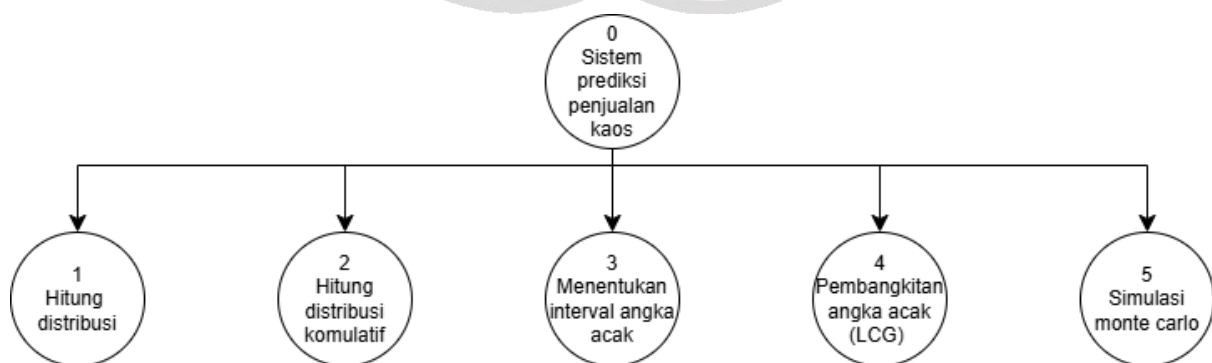 0
Sistem
prediksi
penjualan
kaos
1
Hitung
distribusi
2
Hitung
distribusi
komulatif
3
Menentukan
interval angka
acak
4
Pembangkitan
angka acak
(LCG)
5
Simulasi
monte carlo